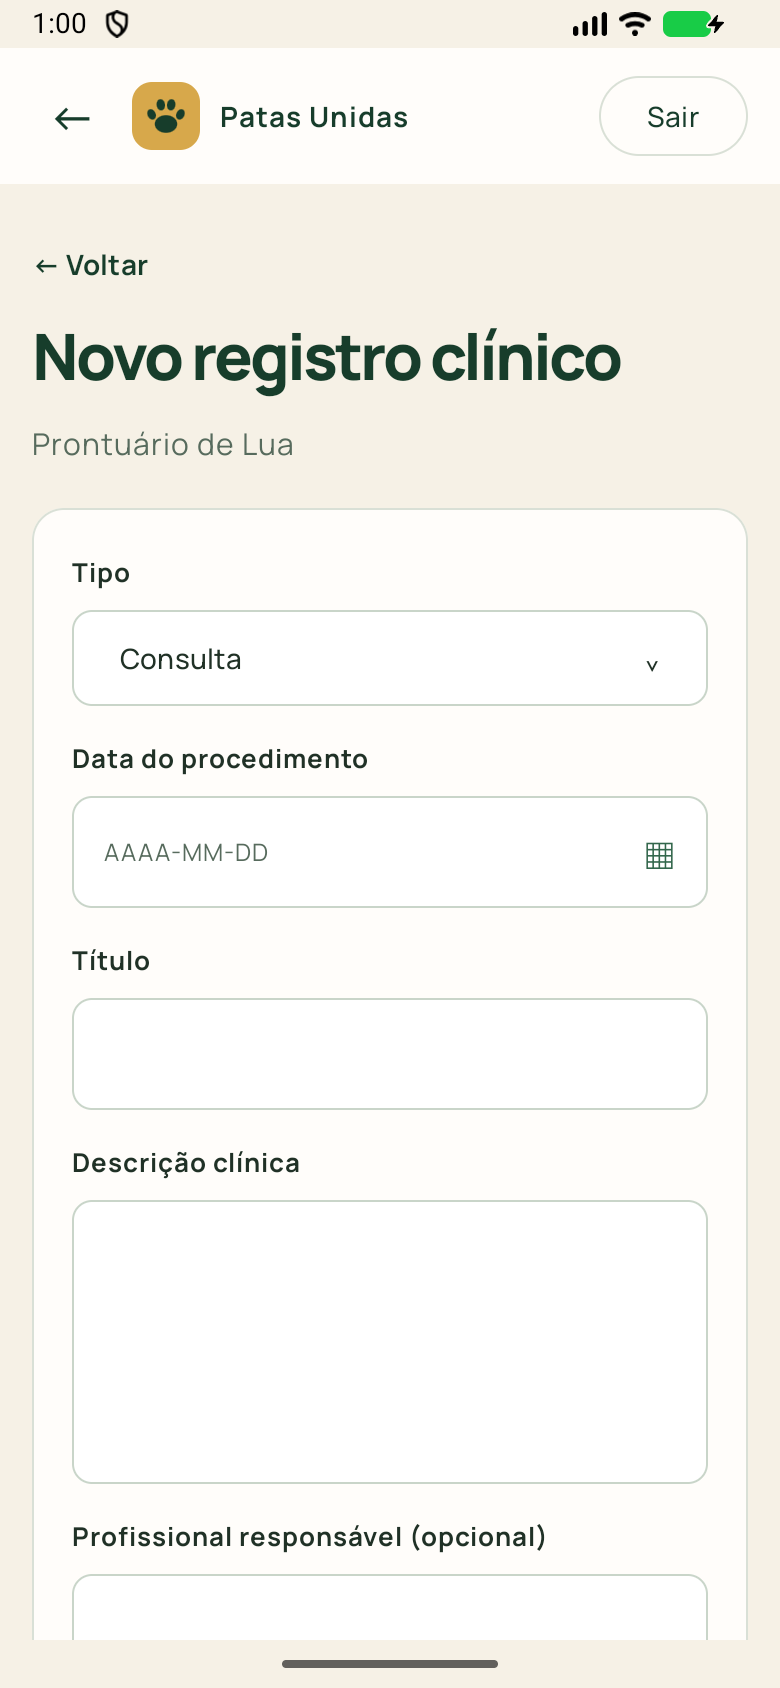 1:00
← Patas Unidas
Sair
← Voltar
Novo registro clínico
Prontuário de Lua
Tipo
Consulta
Data do procedimento
AAAA-MM-DD
Título
Descrição clínica
Profissional responsável (opcional)